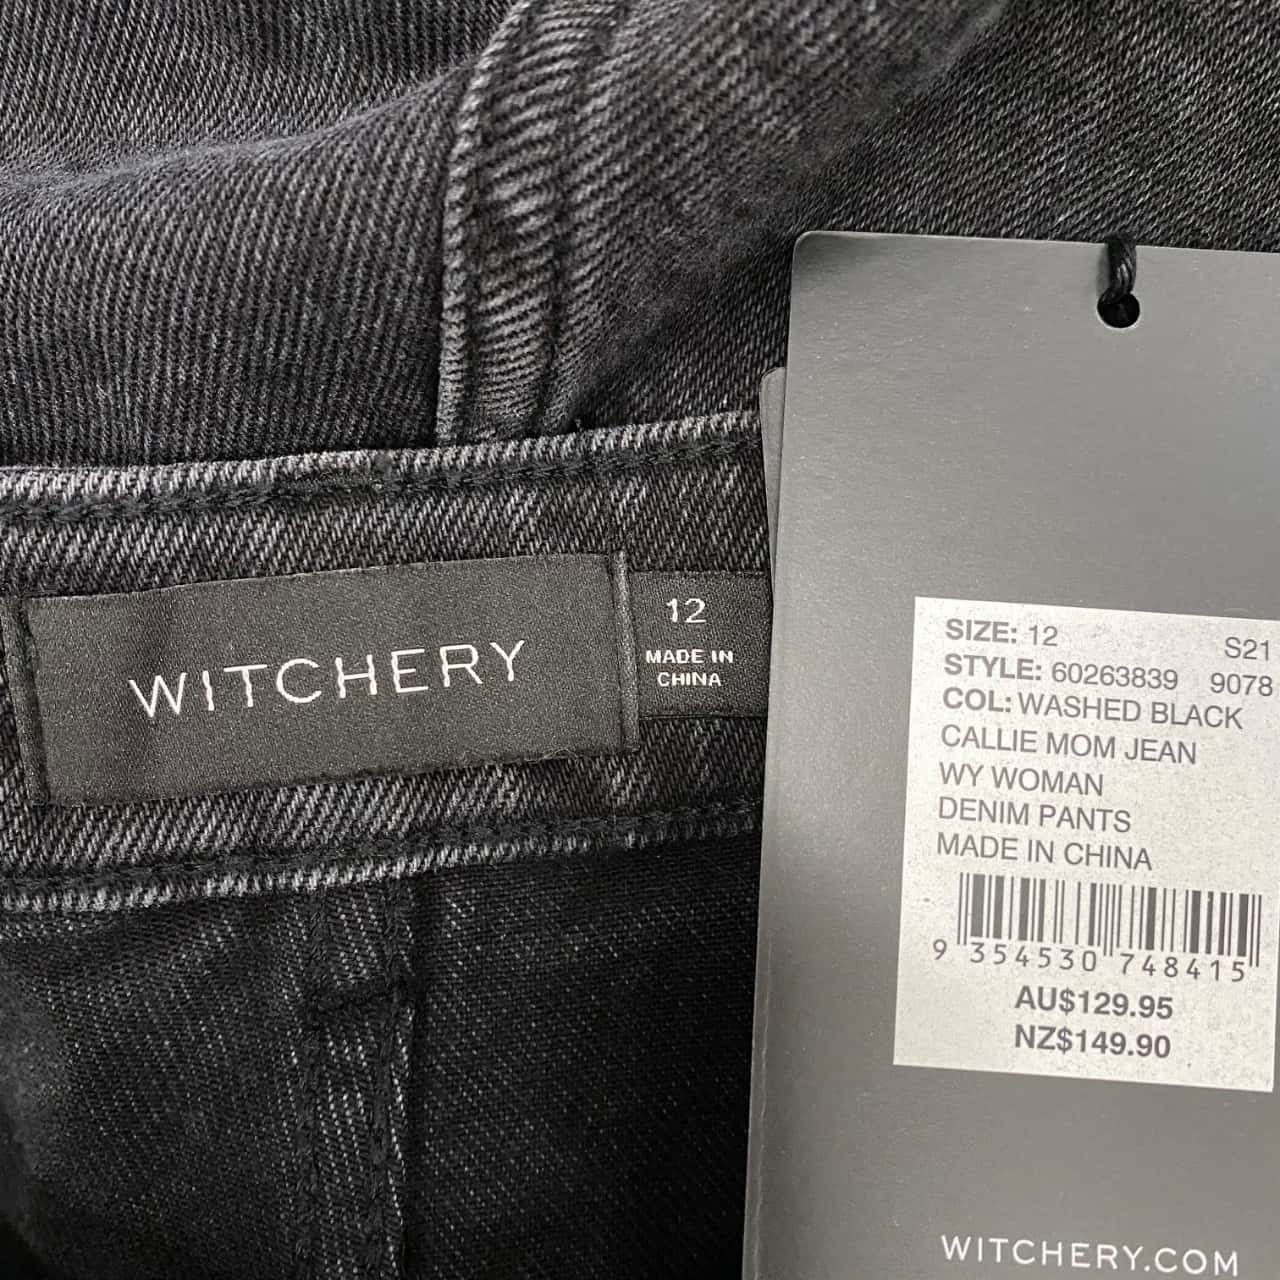 WITCHERY
12
MADE IN
CHINA
SIZE: 12 S21
STYLE: 60263839 9078
COL: WASHED BLACK
CALLIE MOM JEAN
WY WOMAN
DENIM PANTS
MADE IN CHINA
9 354530 748415
AU$129.95
NZ$149.90
WITCHERY.COM